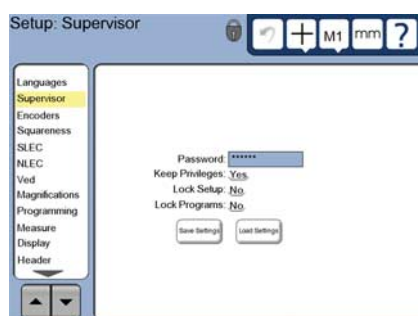 Setup: Supervisor
M1
mm
?
Languages
Supervisor
Encoders
Squareness
SLEC
NLEC
Ved
Magnifications
Programming
Measure
Display
Header
Password: ******
Keep Privileges: Yes
Lock Setup: No
Lock Programs: No
Save Settings
Load Settings